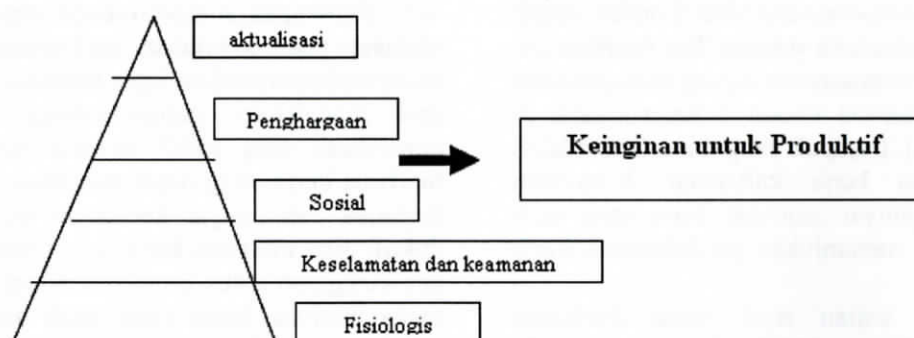 aktualisasi
Penghargaan
Keinginan untuk Produktif
Sosial
Keselamatan dan keamanan
Fisiologis